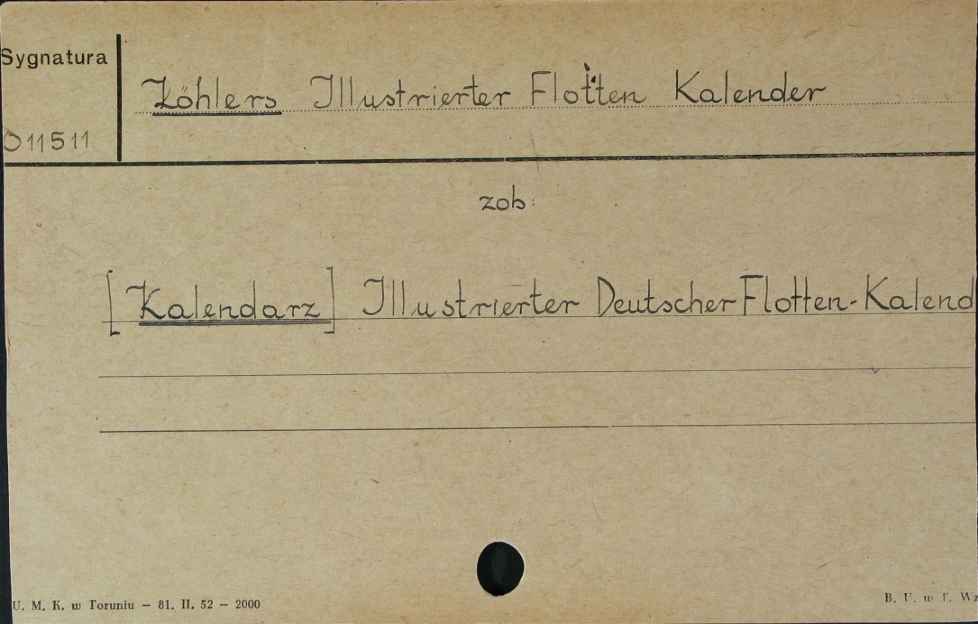 Sygnatura
Köhlers Illustrierter Flotten Kalender
011511
zob:
[Kalendarz] Illustrierter Deutscher Flotten-Kalend
U. M. K. w Toruniu — 81. II. 52 — 2000
B. U. w T. Wz